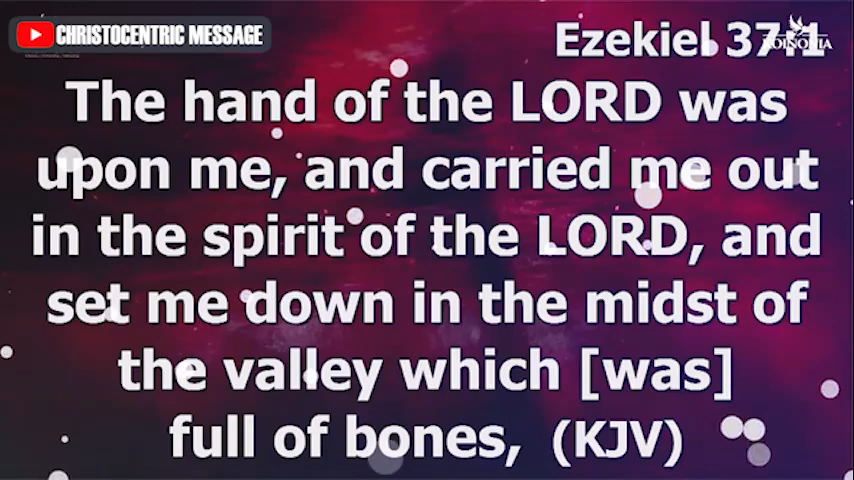 CHRISTOCENTRIC MESSAGE
Ezekiel 37:1
KOINONIA
The hand of the LORD was
upon me, and carried me out
in the spirit of the LORD, and
set me down in the midst of
the valley which [was]
full of bones, (KJV)